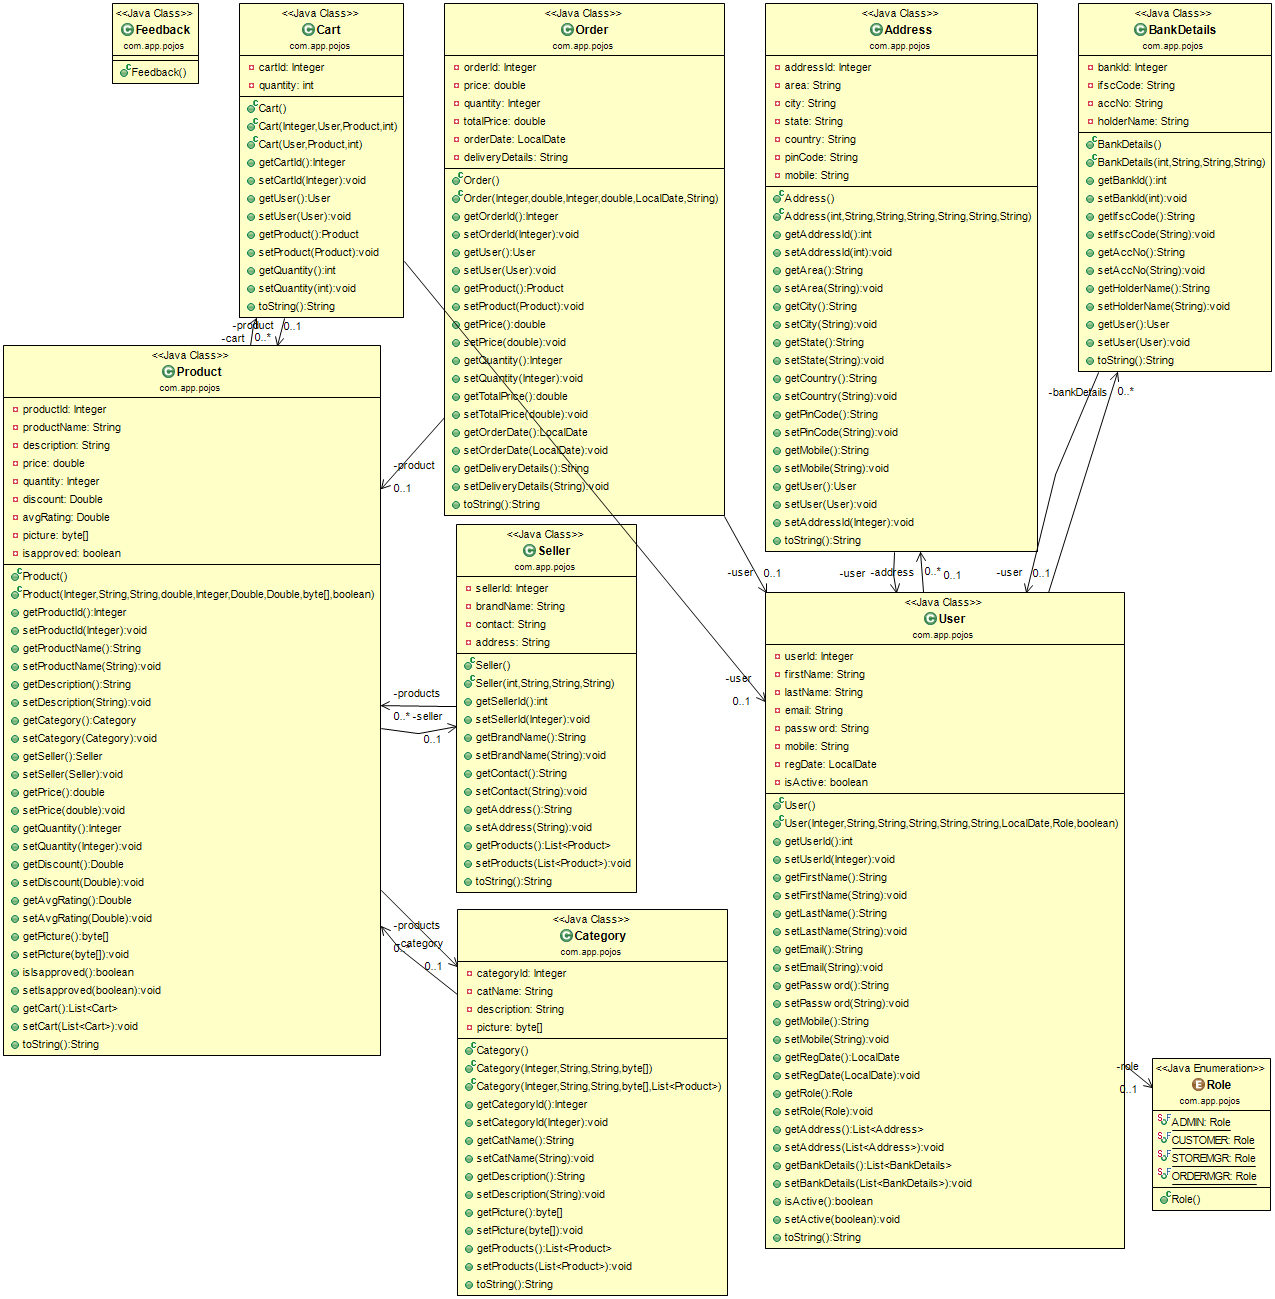 <<Java Class>>
Feedback
com.app.pojos
Feedback()
<<Java Class>>
Cart
com.app.pojos
cartId: Integer
quantity: int
Cart()
Cart(Integer,User,Product,int)
Cart(User,Product,int)
getCartId():Integer
setCartId(Integer):void
getUser():User
setUser(User):void
getProduct():Product
setProduct(Product):void
getQuantity():int
setQuantity(int):void
toString():String
<<Java Class>>
Order
com.app.pojos
orderId: Integer
price: double
quantity: Integer
totalPrice: double
orderDate: LocalDate
deliveryDetails: String
Order()
Order(Integer,double,Integer,double,LocalDate,String)
getOrderId():Integer
setOrderId(Integer):void
getUser():User
setUser(User):void
getProduct():Product
setProduct(Product):void
getPrice():double
setPrice(double):void
getQuantity():Integer
setQuantity(Integer):void
getTotalPrice():double
setTotalPrice(double):void
getOrderDate():LocalDate
setOrderDate(LocalDate):void
getDeliveryDetails():String
setDeliveryDetails(String):void
toString():String
<<Java Class>>
Address
com.app.pojos
addressId: Integer
area: String
city: String
state: String
country: String
pinCode: String
mobile: String
Address()
Address(int,String,String,String,String,String,String)
getAddressId():int
setAddressId(int):void
getArea():String
setArea(String):void
getCity():String
setCity(String):void
getState():String
setState(String):void
getCountry():String
setCountry(String):void
getPinCode():String
setPinCode(String):void
getMobile():String
setMobile(String):void
getUser():User
setUser(User):void
setAddressId(Integer):void
toString():String
<<Java Class>>
BankDetails
com.app.pojos
bankId: Integer
ifscCode: String
accNo: String
holderName: String
BankDetails()
BankDetails(int,String,String,String)
getBankId():int
setBankId(int):void
getIfscCode():String
setIfscCode(String):void
getAccNo():String
setAccNo(String):void
getHolderName():String
setHolderName(String):void
getUser():User
setUser(User):void
toString():String
-product
0..1
-cart
0..*
-bankDetails
0..*
<<Java Class>>
Product
com.app.pojos
productId: Integer
productName: String
description: String
price: double
quantity: Integer
discount: Double
avgRating: Double
picture: byte[]
isapproved: boolean
Product()
Product(Integer,String,String,double,Integer,Double,Double,byte[],boolean)
getProductId():Integer
setProductId(Integer):void
getProductName():String
setProductName(String):void
getDescription():String
setDescription(String):void
getCategory():Category
setCategory(Category):void
getSeller():Seller
setSeller(Seller):void
getPrice():double
setPrice(double):void
getQuantity():Integer
setQuantity(Integer):void
getDiscount():Double
setDiscount(Double):void
getAvgRating():Double
setAvgRating(Double):void
getPicture():byte[]
setPicture(byte[]):void
isIsapproved():boolean
setIsapproved(boolean):void
getCart():List<Cart>
setCart(List<Cart>):void
toString():String
-product
0..1
<<Java Class>>
Seller
com.app.pojos
sellerId: Integer
brandName: String
contact: String
address: String
Seller()
Seller(int,String,String,String)
getSellerId():int
setSellerId(Integer):void
getBrandName():String
setBrandName(String):void
getContact():String
setContact(String):void
getAddress():String
setAddress(String):void
getProducts():List<Product>
setProducts(List<Product>):void
toString():String
-products
0..* -seller
0..1
-user 0..1
-user -address 0..* 0..1
-user 0..1
-user
0..1
<<Java Class>>
User
com.app.pojos
userId: Integer
firstName: String
lastName: String
email: String
password: String
mobile: String
regDate: LocalDate
isActive: boolean
User()
User(Integer,String,String,String,String,String,LocalDate,Role,boolean)
getUserId():int
setUserId(Integer):void
getFirstName():String
setFirstName(String):void
getLastName():String
setLastName(String):void
getEmail():String
setEmail(String):void
getPassword():String
setPassword(String):void
getMobile():String
setMobile(String):void
getRegDate():LocalDate
setRegDate(LocalDate):void
getRole():Role
setRole(Role):void
getAddress():List<Address>
setAddress(List<Address>):void
getBankDetails():List<BankDetails>
setBankDetails(List<BankDetails>):void
isActive():boolean
setActive(boolean):void
toString():String
-products
0..*
-category
0..1
<<Java Class>>
Category
com.app.pojos
categoryId: Integer
catName: String
description: String
picture: byte[]
Category()
Category(Integer,String,String,byte[])
Category(Integer,String,String,byte[],List<Product>)
getCategoryId():Integer
setCategoryId(Integer):void
getCatName():String
setCatName(String):void
getDescription():String
setDescription(String):void
getPicture():byte[]
setPicture(byte[]):void
getProducts():List<Product>
setProducts(List<Product>):void
toString():String
-role
0..1
<<Java Enumeration>>
Role
com.app.pojos
ADMIN: Role
CUSTOMER: Role
STOREMGR: Role
ORDERMGR: Role
Role()